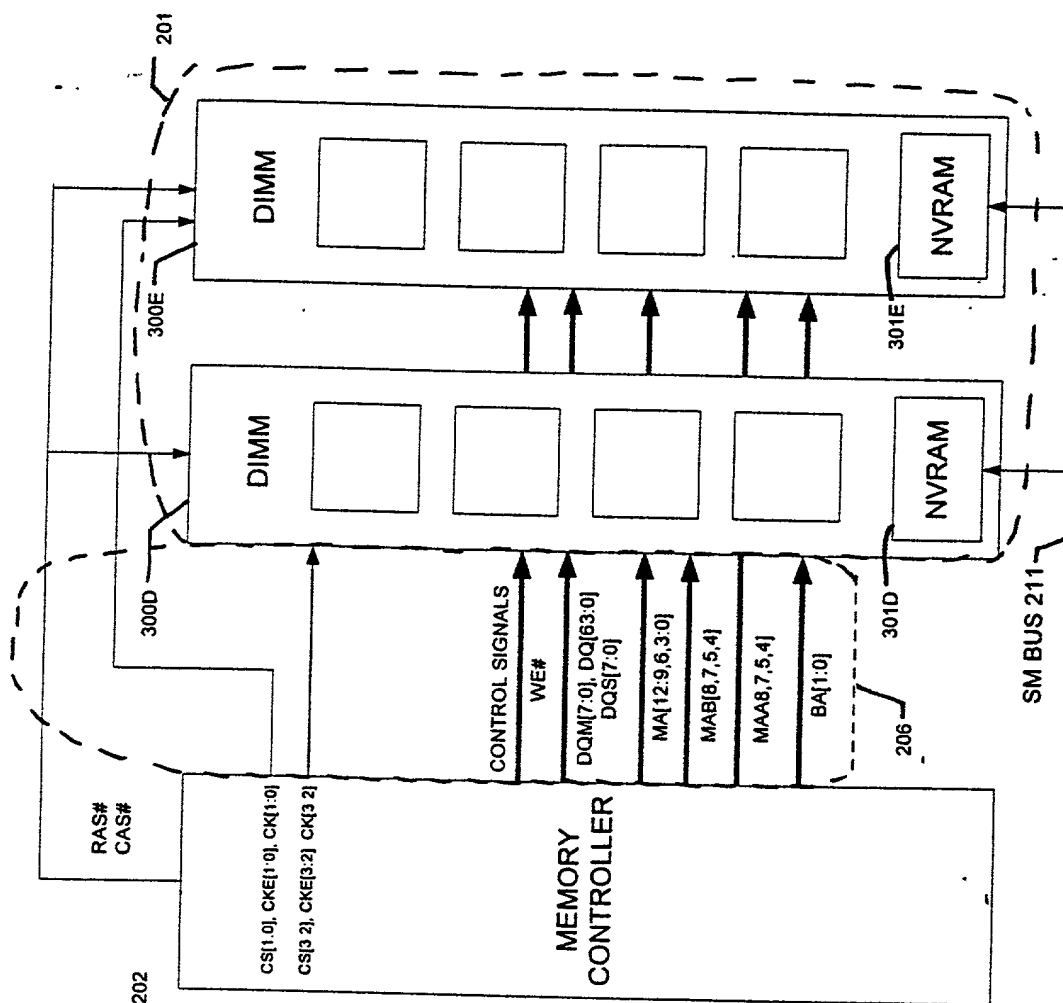 201
300E
DIMM
NVRAM
301E
300D
DIMM
NVRAM
301D
SM BUS 211
RAS#
CAS#
CS[1.0], CKE[1:0], CK[1:0]
CS[3 2], CKE[3:2] CK[3 2]
CONTROL SIGNALS
WE#
DQM[7:0], DQ[63:0]
DQS[7:0]
MA[12:9,6,3:0]
MAB[8,7,5,4]
MAA8,7,5,4]
BA[1:0]
206
MEMORY
CONTROLLER
202